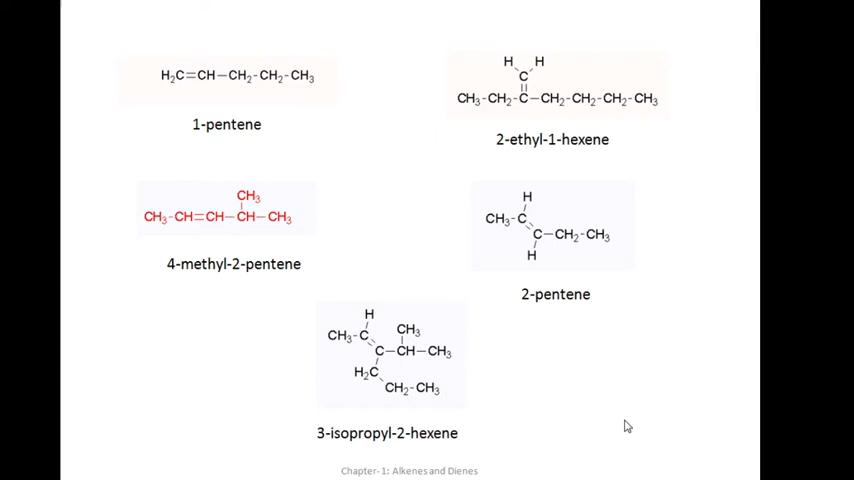 H₂C=CH-CH₂-CH₂-CH₃
1-pentene
H H
C
CH₃-CH₂-C-CH₂-CH₂-CH₂-CH₃
2-ethyl-1-hexene
CH₃
CH₃-CH=CH-CH-CH₃
4-methyl-2-pentene
H
CH₃-C
C-CH₂-CH₃
H
2-pentene
H
CH₃-C CH₃
C-CH-CH₃
H₂C
CH₂-CH₃
3-isopropyl-2-hexene
Chapter-1: Alkenes and Dienes